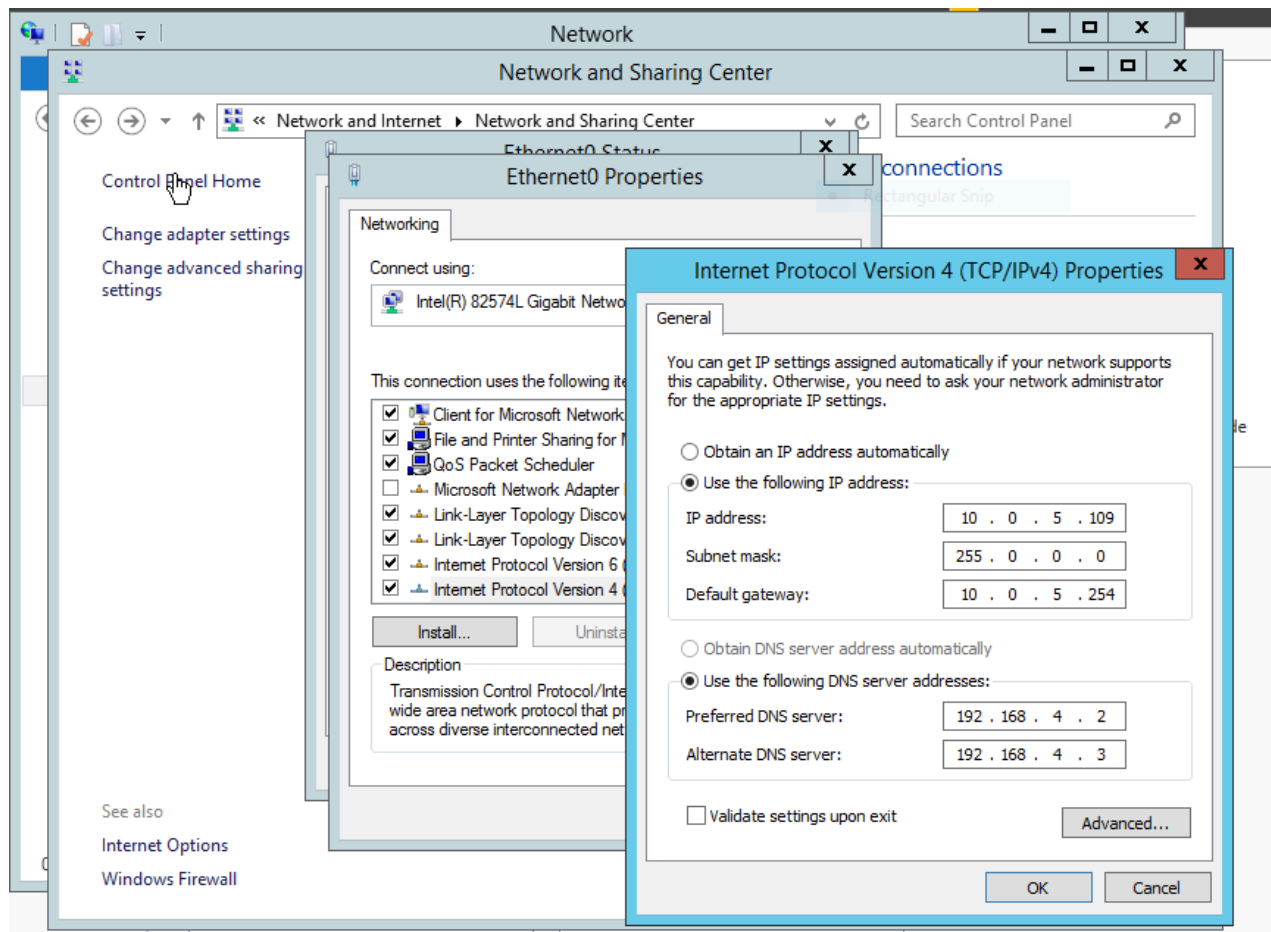 Network
Network and Sharing Center
« Network and Internet ▸ Network and Sharing Center
Search Control Panel
Ethernet0 Status
Ethernet0 Properties
connections
Rectangular Snip
Control Panel Home
Change adapter settings
Change advanced sharing
settings
See also
Internet Options
Windows Firewall
Networking
Connect using:
Intel(R) 82574L Gigabit Netwo
This connection uses the following ite
Client for Microsoft Network
File and Printer Sharing for M
QoS Packet Scheduler
Microsoft Network Adapter
Link-Layer Topology Discov
Link-Layer Topology Discov
Internet Protocol Version 6 (
Internet Protocol Version 4 (
Install...
Uninsta
Description
Transmission Control Protocol/Inte
wide area network protocol that pr
across diverse interconnected net
Internet Protocol Version 4 (TCP/IPv4) Properties
General
You can get IP settings assigned automatically if your network supports
this capability. Otherwise, you need to ask your network administrator
for the appropriate IP settings.
Obtain an IP address automatically
Use the following IP address:
IP address: 10 . 0 . 5 . 109
Subnet mask: 255 . 0 . 0 . 0
Default gateway: 10 . 0 . 5 . 254
Obtain DNS server address automatically
Use the following DNS server addresses:
Preferred DNS server: 192 . 168 . 4 . 2
Alternate DNS server: 192 . 168 . 4 . 3
Validate settings upon exit
Advanced...
OK
Cancel